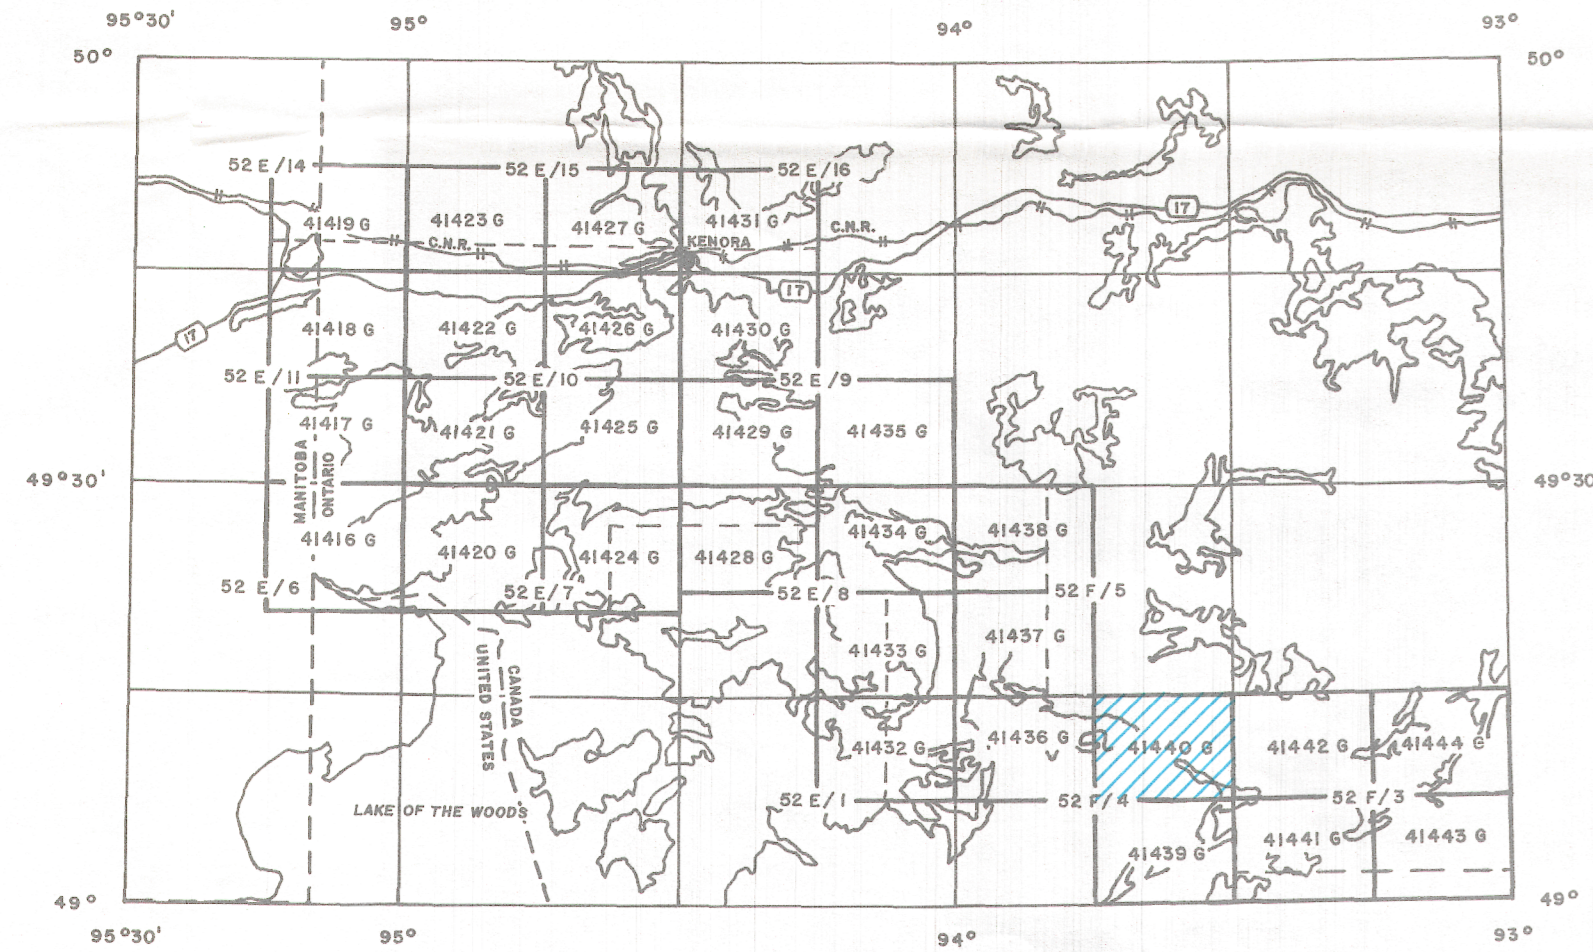 95°30'
95°
94°
93°
50°
50°
52 E/14
52 E/15
52 E/16
17
41419 G
41423 G
41427 G
41431 G
C.N.R.
C.N.R.
KENORA
17
17
41418 G
41422 G
41426 G
41430 G
52 E/11
52 E/10
52 E/9
41417 G
41421 G
41425 G
41429 G
41435 G
49°30'
49°30
MANITOBA
ONTARIO
41416 G
41420 G
41424 G
41428 G
41434 G
41438 G
52 E/6
52 E/7
52 E/8
52 F/5
41433 G
41437 G
CANADA
UNITED STATES
41432 G
41436 G
41440 G
41442 G
41444 G
LAKE OF THE WOODS
52 E/1
52 F/4
52 F/3
41439 G
41441 G
41443 G
49°
49°
95°30'
95°
94°
93°